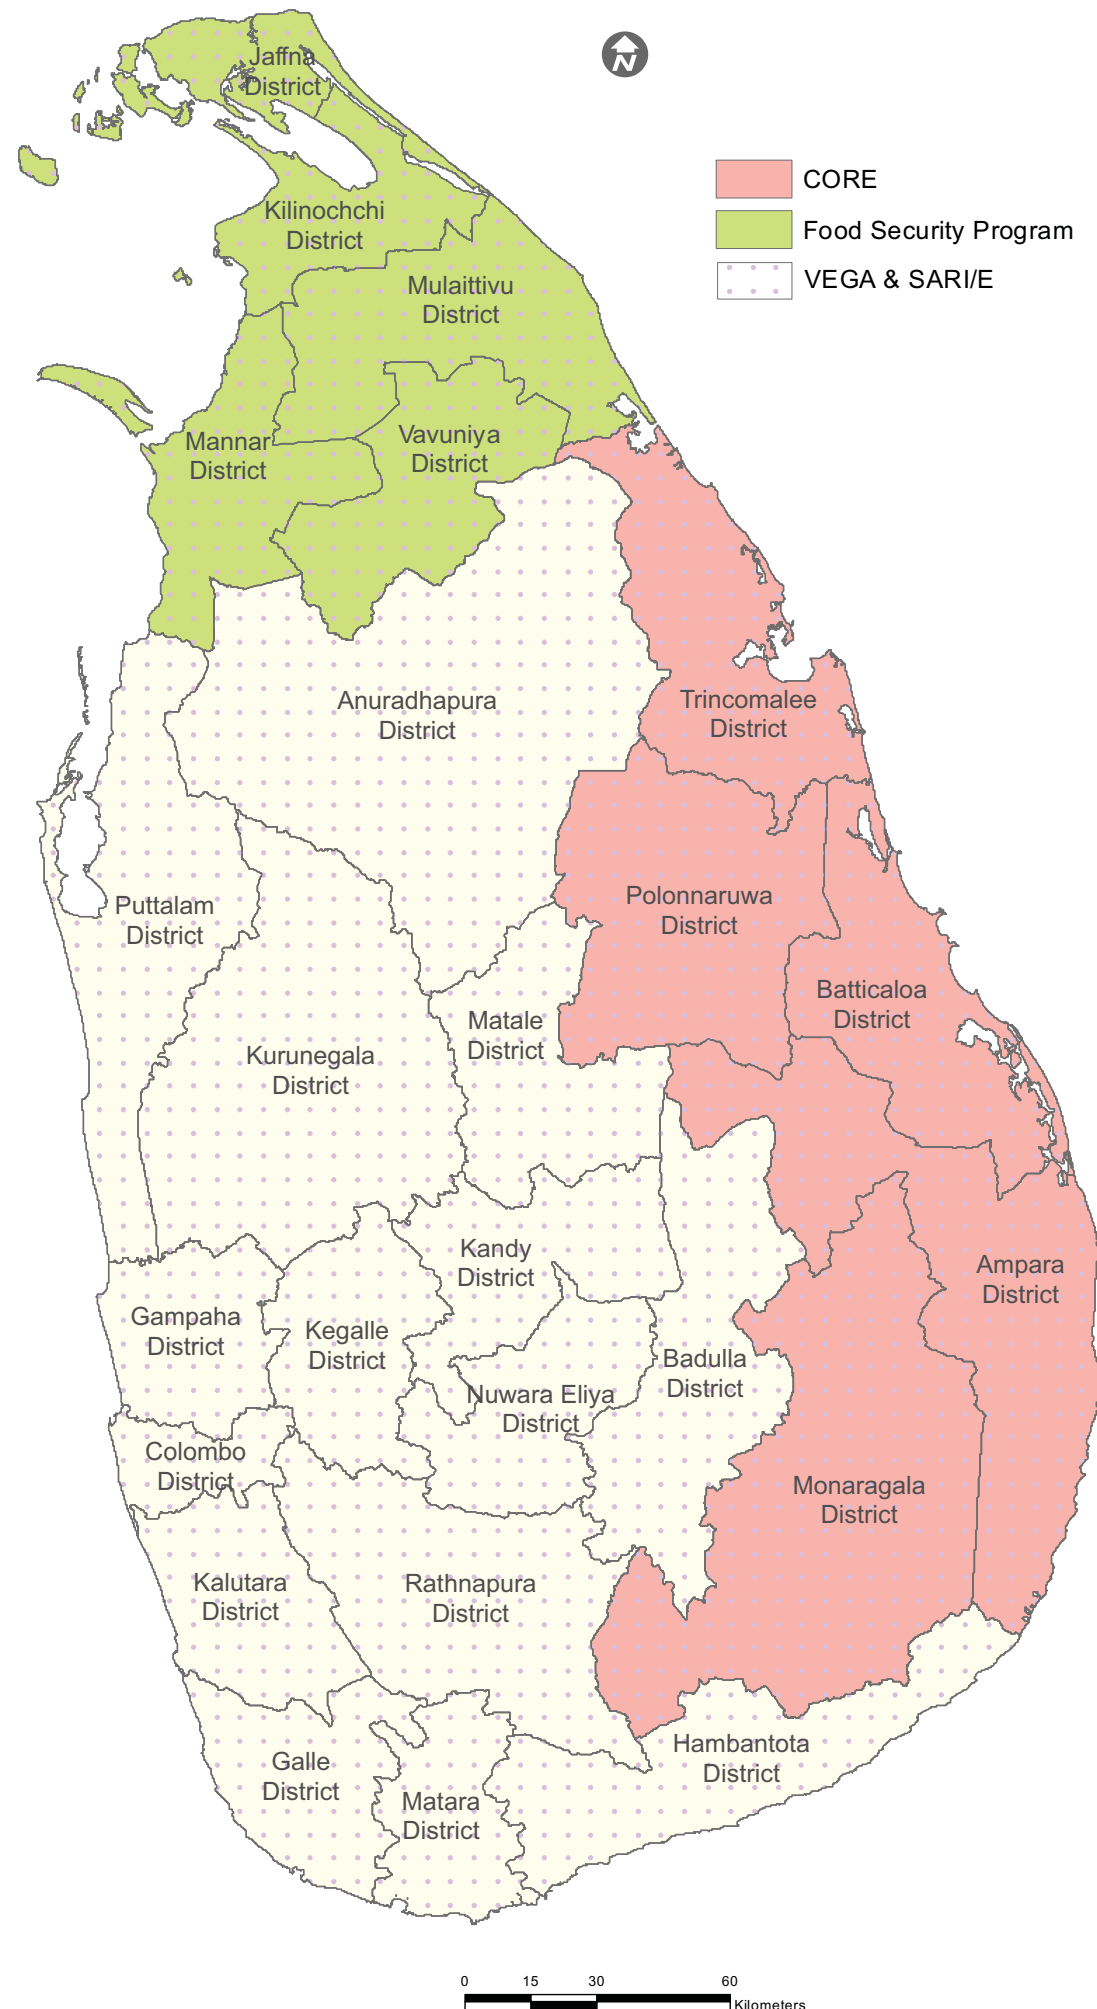 Jaffna
District
N
CORE
Food Security Program
VEGA & SARI/E
Kilinochchi
District
Mulaittivu
District
Mannar
District
Vavuniya
District
Anuradhapura
District
Trincomalee
District
Puttalam
District
Polonnaruwa
District
Batticaloa
District
Matale
District
Kurunegala
District
Kandy
District
Ampara
District
Gampaha
District
Kegalle
District
Badulla
District
Nuwara Eliya
District
Colombo
District
Monaragala
District
Kalutara
District
Rathnapura
District
Hambantota
District
Galle
District
Matara
District
0 15 30 60
Kilometers